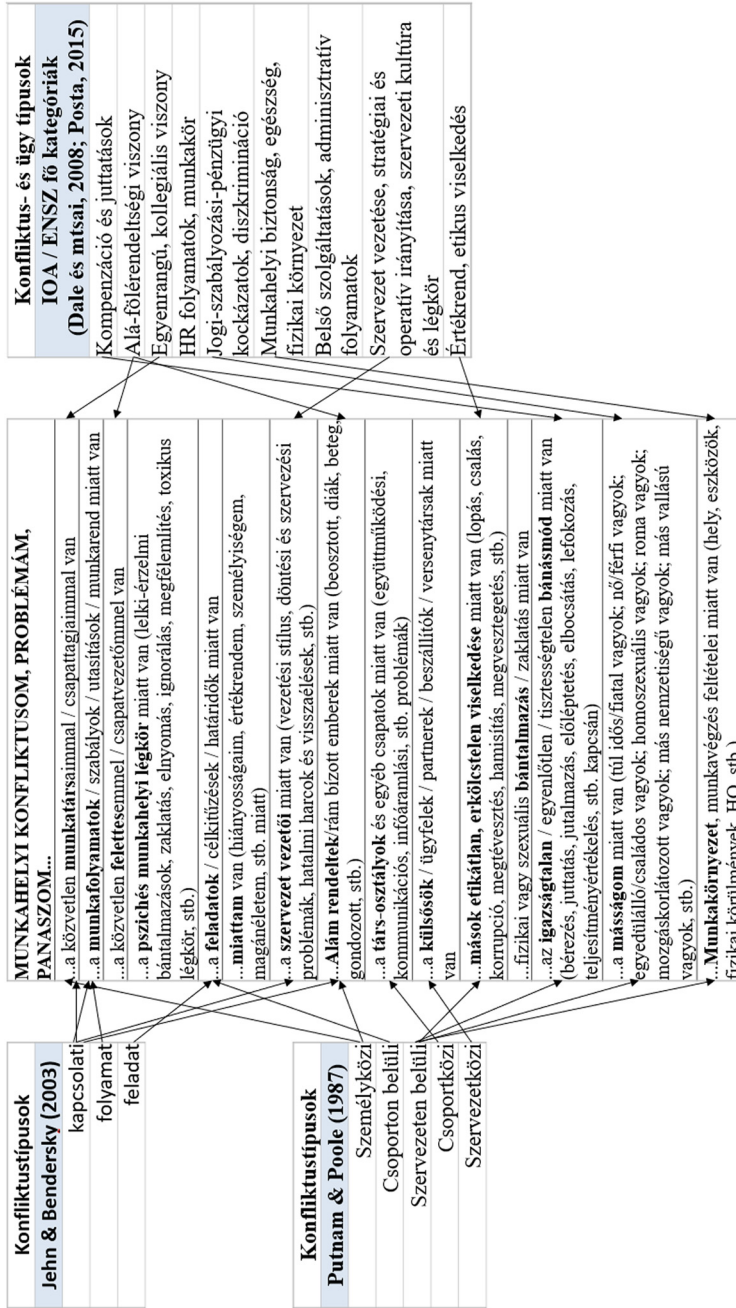 Konfliktustípusok
Jehn & Bendersky (2003)
kapcsolati
folyamat
feladat
Konfliktustípusok
Putnam & Poole (1987)
Személyközi
Csoporton belüli
Szervezeten belüli
Csoportközi
Szervezetközi
MUNKAHELYI KONFLIKTUSOM, PROBLÉMÁM,
PANASZOM...
...a közvetlen munkatársaimmal / csapattagjaimmal van
...a munkafolyamatok / szabályok / utasítások / munkarend miatt van
...a közvetlen felettesemmel / csapatvezetőmmel van
...a pszichés munkahelyi légkör miatt van (lelki-érzelmi
bántalmazások, zaklatás, elnyomás, ignorálás, megfélemlítés, toxikus
légkör, stb.)
...a feladatok / célkitűzések / határidők miatt van
...miattam van (hiányosságaim, értékrendem, személyiségem,
magánéletem, stb. miatt)
...a szervezet vezetői miatt van (vezetési stílus, döntési és szervezési
problémák, hatalmi harcok és visszaélések, stb.)
...Alám rendeltek/rám bízott emberek miatt van (beosztott, diák, beteg,
gondozott, stb.)
...a társ-osztályok és egyéb csapatok miatt van (együttműködési,
kommunikációs, infóáramlási, stb. problémák)
...a külsősök / ügyfelek / partnerek / beszállítók / versenytársak miatt
van
...mások etikátlan, erkölcstelen viselkedése miatt van (lopás, csalás,
korrupció, megtévesztés, hamisítás, megvesztegetés, stb.)
...fizikai vagy szexuális bántalmazás / zaklatás miatt van
...az igazságtalan / egyenlőtlen / tisztességtelen bánásmód miatt van
(bérezés, juttatás, jutalmazás, előléptetés, elbocsátás, lefokozás,
teljesítményértékelés, stb. kapcsán)
...a másságom miatt van (túl idős/fiatal vagyok; nő/férfi vagyok;
egyedülálló/családos vagyok; homoszexuális vagyok; roma vagyok;
mozgáskorlátozott vagyok; más nemzetiségű vagyok; más vallású
vagyok, stb.)
...Munkakörnyezet, munkavégzés feltételei miatt van (hely, eszközök,
fizikai körülmények, HO, stb.)
Konfliktus- és ügy típusok
IOA / ENSZ fő kategóriák
(Dale és mtsai, 2008; Posta, 2015)
Kompenzáció és juttatások
Alá-fölérendeltségi viszony
Egyenrangú, kollegiális viszony
HR folyamatok, munkakör
Jogi-szabályozási-pénzügyi
kockázatok, diszkrimináció
Munkahelyi biztonság, egészség,
fizikai környezet
Belső szolgáltatások, adminisztratív
folyamatok
Szervezet vezetése, stratégiai és
operatív irányítása, szervezeti kultúra
és légkör
Értékrend, etikus viselkedés